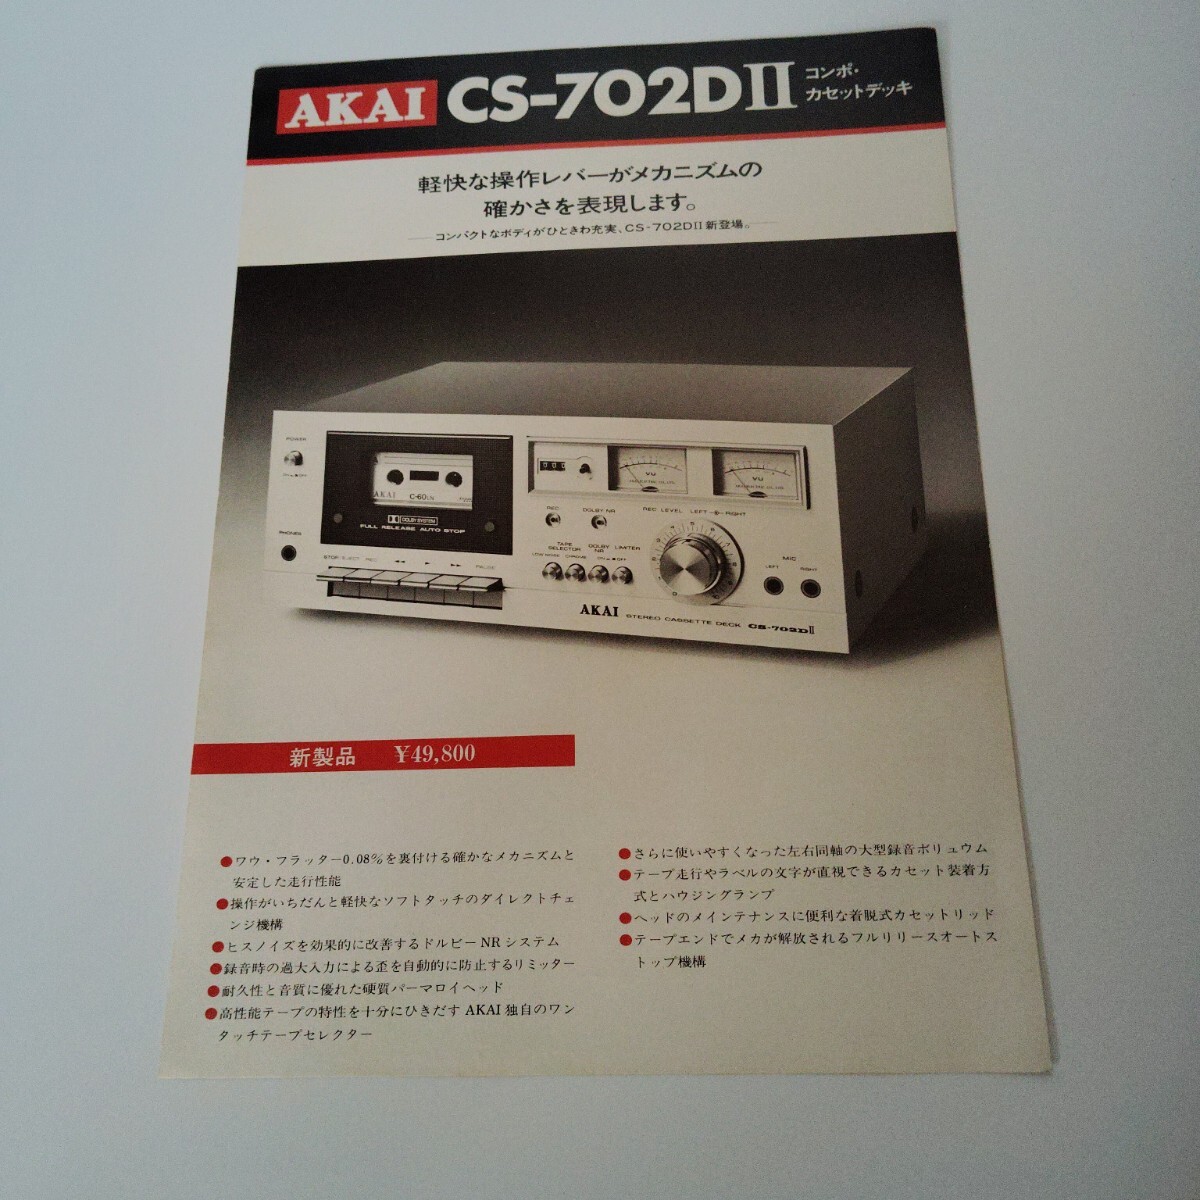 AKAI CS-702DII コンポ・
カセットデッキ
軽快な操作レバーがメカニズムの
確かさを表現します。
コンパクトなボディがひときわ充実、CS-702DII新登場。
POWER
ON OFF
PHONES
AKAI C-60LN
DOLBY SYSTEM
FULL RELEASE AUTO STOP
STOP・EJECT REC ◀◀ ▶ ▶▶ PAUSE
VU
VU
REC DOLBY NR REC LEVEL LEFT RIGHT
TAPE SELECTOR DOLBY NR LIMITER
LOW NOISE CHROME ON OFF
MIC
LEFT RIGHT
AKAI STEREO CASSETTE DECK CS-702DII
新製品 ¥49,800
●ワウ・フラッター0.08%を裏付ける確かなメカニズムと
安定した走行性能
●操作がいちだんと軽快なソフトタッチのダイレクトチェ
ンジ機構
●ヒスノイズを効果的に改善するドルビーNRシステム
●録音時の過大入力による歪を自動的に防止するリミッター
●耐久性と音質に優れた硬質パーマロイヘッド
●高性能テープの特性を十分にひきだすAKAI独自のワン
タッチテープセレクター
●さらに使いやすくなった左右同軸の大型録音ボリュウム
●テープ走行やラベルの文字が直視できるカセット装着方
式とハウジングランプ
●ヘッドのメインテナンスに便利な着脱式カセットリッド
●テープエンドでメカが解放されるフルリリースオートス
トップ機構